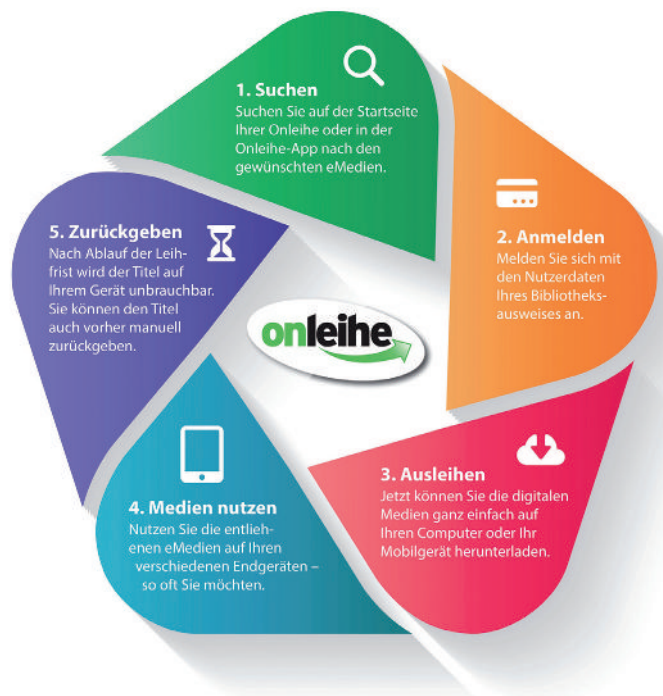 1. Suchen
Suchen Sie auf der Startseite
Ihrer Onleihe oder in der
Onleihe-App nach den
gewünschten eMedien.
2. Anmelden
Melden Sie sich mit
den Nutzerdaten
Ihres Bibliotheks-
ausweises an.
3. Ausleihen
Jetzt können Sie die digitalen
Medien ganz einfach auf
Ihren Computer oder Ihr
Mobilgerät herunterladen.
4. Medien nutzen
Nutzen Sie die entlieh-
enen eMedien auf Ihren
verschiedenen Endgeräten –
so oft Sie möchten.
5. Zurückgeben
Nach Ablauf der Leih-
frist wird der Titel auf
Ihrem Gerät unbrauchbar.
Sie können den Titel
auch vorher manuell
zurückgeben.
onleihe